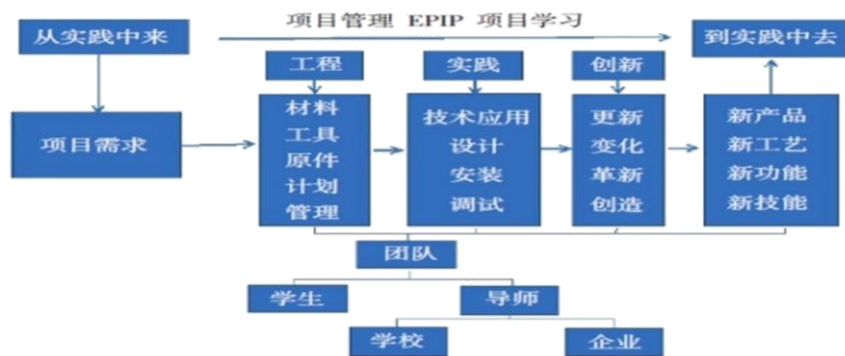 项目管理 EPIP 项目学习
从实践中来
到实践中去
工程
实践
创新
项目需求
材料
工具
原件
计划
管理
技术应用
设计
安装
调试
更新
变化
革新
创造
新产品
新工艺
新功能
新技能
团队
学生
导师
学校
企业